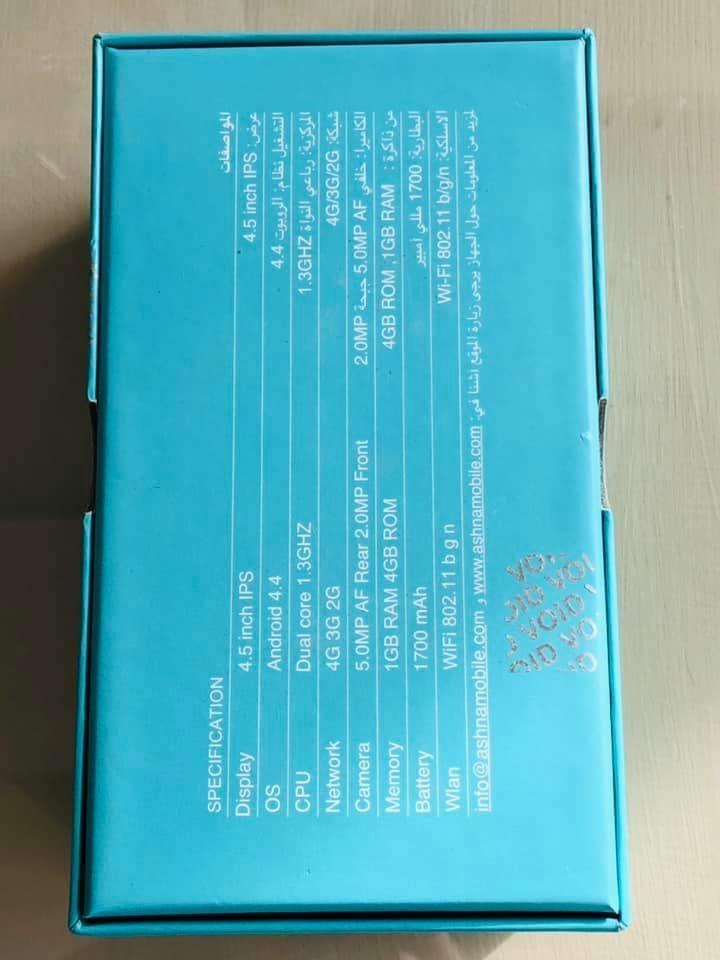 SPECIFICATION المواصفات
Display 4.5 inch IPS عرض: 4.5 inch IPS
OS Android 4.4 التشغيل نظام: الروبوت 4.4
CPU Dual core 1.3GHZ المركزية: رباعي النواة 1.3GHZ
Network 4G 3G 2G شبكة: 4G/3G/2G
Camera 5.0MP AF Rear 2.0MP Front الكاميرا: خلفي 5.0MP AF جبهة 2.0MP
Memory 1GB RAM 4GB ROM من ذاكرة : 4GB ROM ,1GB RAM
Battery 1700 mAh البطارية: 1700 مللي أمبير
Wlan WiFi 802.11 b g n الاسلكية: Wi-Fi 802.11 b/g/n
لمزيد من المعلومات حول الجهاز يرجى زيارة الموقع أشنا في: www.ashnamobile.com و info@ashnamobile.com
VOID
VOID